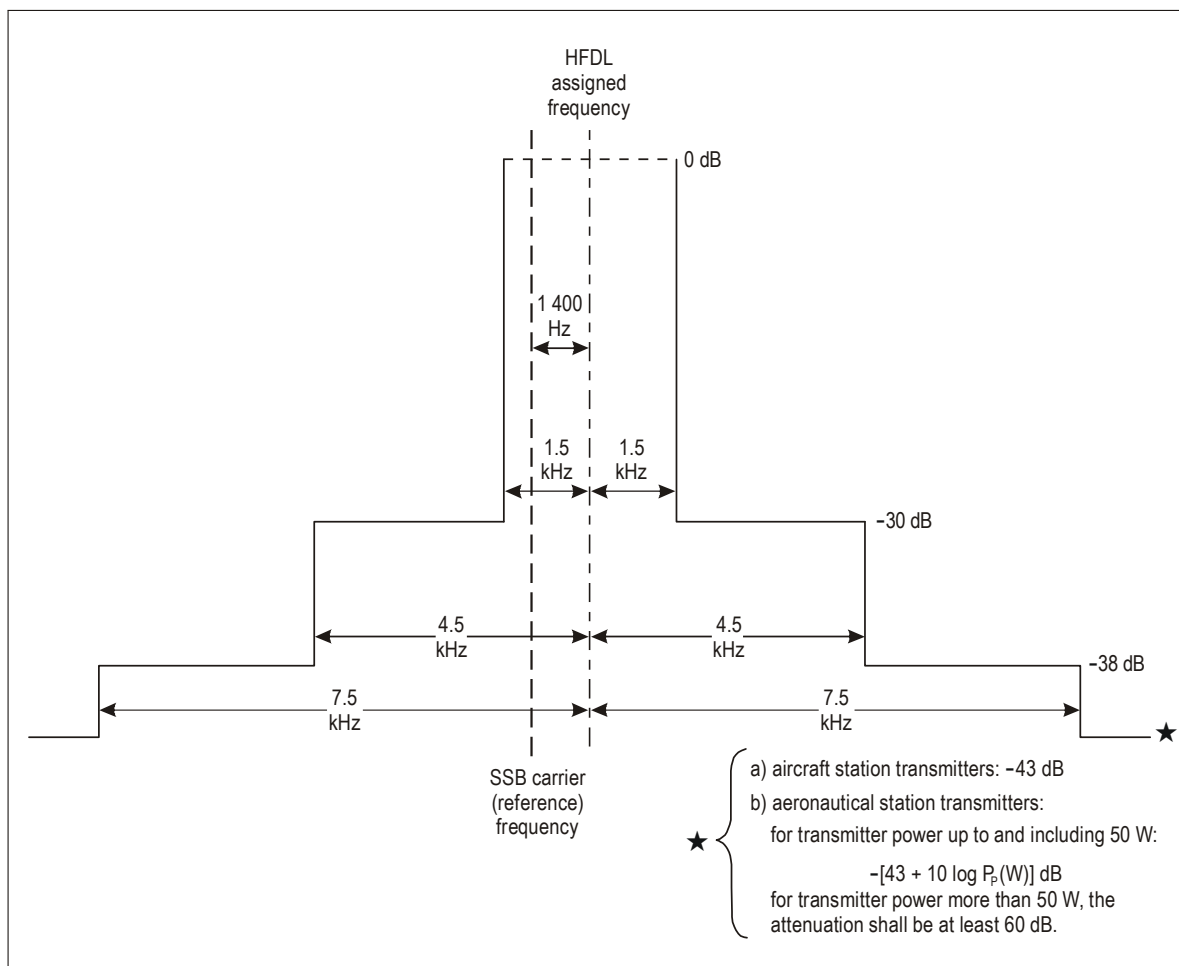 HFDL
assigned
frequency
0 dB
1 400
Hz
1.5
kHz
1.5
kHz
−30 dB
4.5
kHz
4.5
kHz
−38 dB
7.5
kHz
7.5
kHz
★
SSB carrier
(reference)
frequency
★
a) aircraft station transmitters: −43 dB
b) aeronautical station transmitters:
for transmitter power up to and including 50 W:
−[43 + 10 log Pₚ(W)] dB
for transmitter power more than 50 W, the
attenuation shall be at least 60 dB.